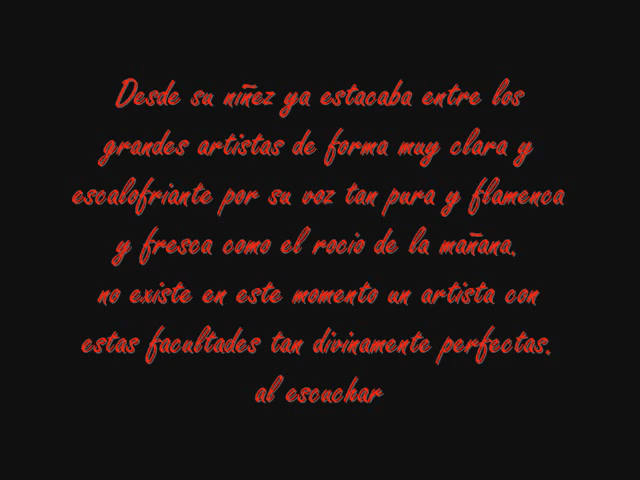 Desde su niñez ya estacaba entre los
grandes artistas de forma muy clara y
escalofriante por su voz tan pura y flamenca
y fresca como el rocio de la mañana.
no existe en este momento un artista con
estas facultades tan divinamente perfectas.
al escuchar